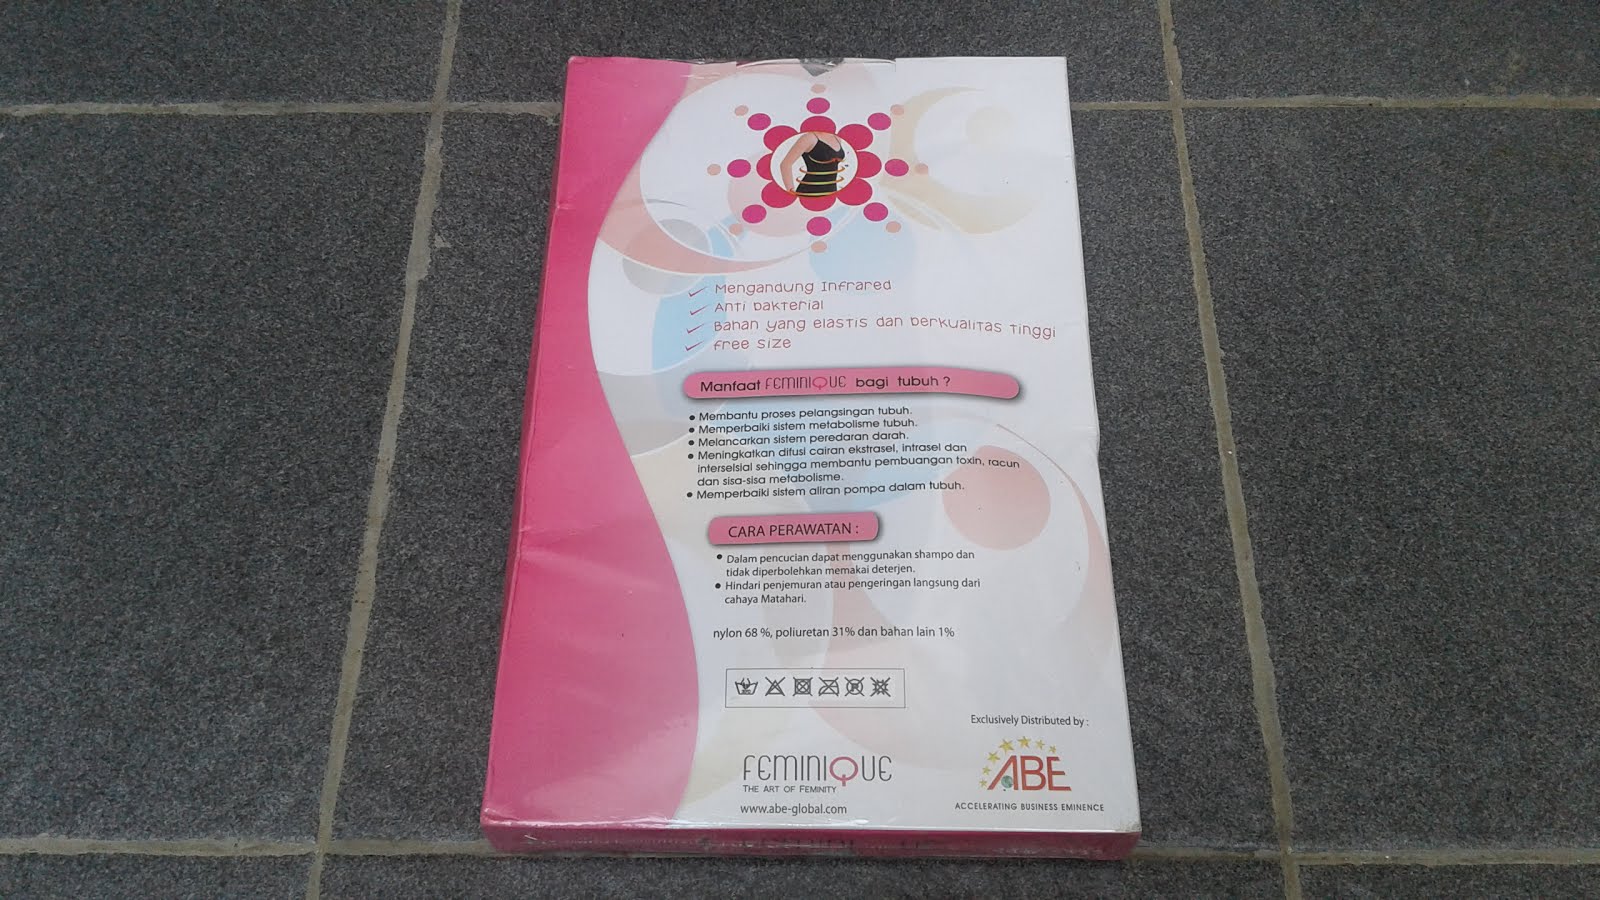 Mengandung Infrared
Anti bakterial
Bahan yang elastis dan berkualitas tinggi
Free size
Manfaat FEMINIQUE bagi tubuh ?
• Membantu proses pelangsingan tubuh.
• Memperbaiki sistem metabolisme tubuh.
• Melancarkan sistem peredaran darah.
• Meningkatkan difusi cairan ekstrasel, intrasel dan
interselsial sehingga membantu pembuangan toxin, racun
dan sisa-sisa metabolisme.
• Memperbaiki sistem aliran pompa dalam tubuh.
CARA PERAWATAN :
• Dalam pencucian dapat menggunakan shampo dan
tidak diperbolehkan memakai deterjen.
• Hindari penjemuran atau pengeringan langsung dari
cahaya Matahari.
nylon 68 %, poliuretan 31% dan bahan lain 1%
Exclusively Distributed by :
FEMINIQUE
THE ART OF FEMINITY
www.abe-global.com
ABE
ACCELERATING BUSINESS EMINENCE